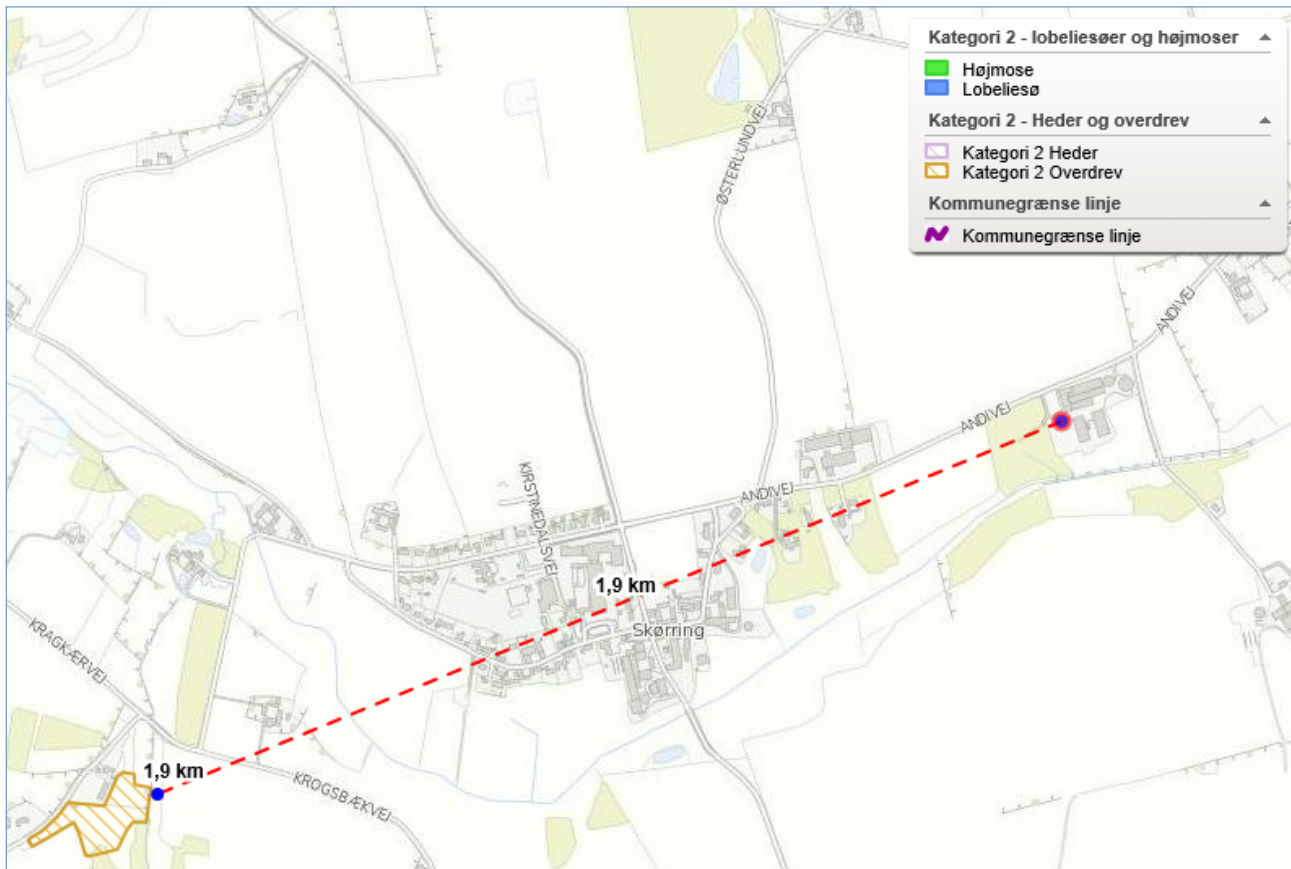 Kategori 2 - lobeliesøer og højmoser
Højmose
Lobeliesø
Kategori 2 - Heder og overdrev
Kategori 2 Heder
Kategori 2 Overdrev
Kommunegrænse linje
Kommunegrænse linje
ØSTERLUNDVEJ
ANDIVEJ
ANDIVEJ
ANDIVEJ
KIRSTINEDALSVEJ
1,9 km
Skørring
KRAGKÆRVEJ
1,9 km
KROGSBÆKVEJ